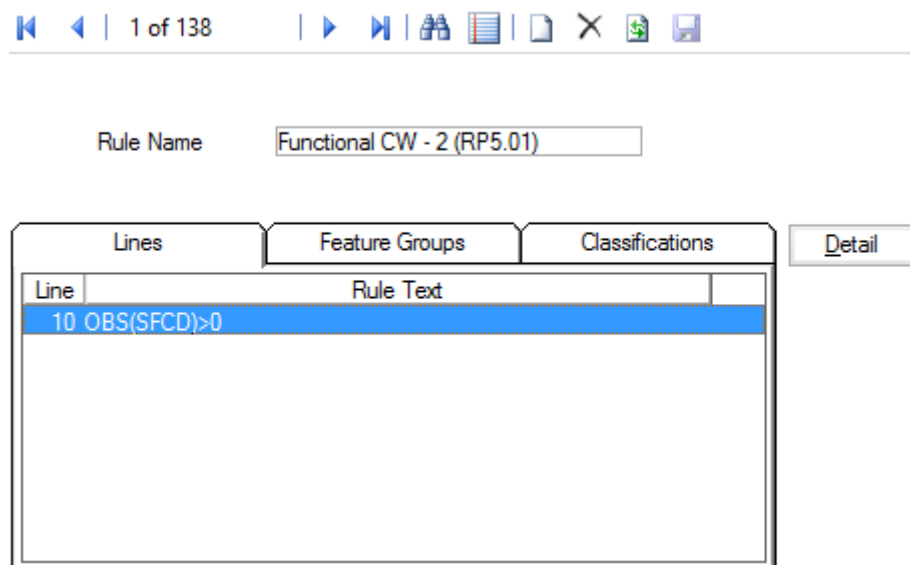 1 of 138
Rule Name Functional CW - 2 (RP5.01)
Lines Feature Groups Classifications Detail
Line Rule Text
10 OBS(SFCD)>0